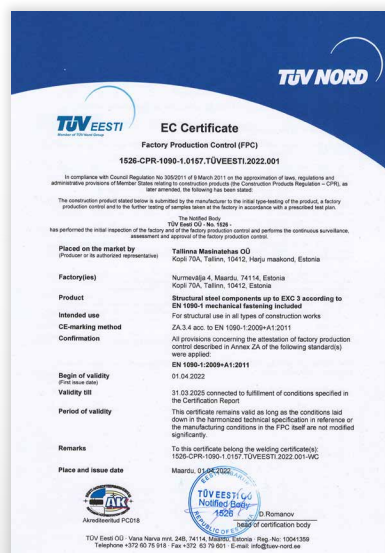 TÜV NORD
TÜV EESTI
Member of TÜV Nord Group
EC Certificate
Factory Production Control (FPC)
1526-CPR-1090-1.0157.TÜVEESTI.2022.001
In compliance with Council Regulation No 305/2011 of 9 March 2011 on the approximation of laws, regulations and
administrative provisions of Member States relating to construction products (the Construction Products Regulation – CPR), as
later amended, the following has been stated:
The construction product stated below is submitted by the manufacturer to the initial type-testing of the product, a factory
production control and to the further testing of samples taken at the factory in accordance with a prescribed test plan.
The Notified Body
TÜV Eesti OÜ - No. 1526 -
has performed the initial inspection of the factory and of the factory production control and performs the continuous surveillance,
assessment and approval of the factory production control.
Placed on the market by
(Producer or its authorized representative)
Tallinna Masinatehas OÜ
Kopli 70A, Tallinn, 10412, Harju maakond, Estonia
Factory(ies)
Nurmevälja 4, Maardu, 74114, Estonia
Kopli 70A, Tallinn, 10412, Estonia
Product
Structural steel components up to EXC 3 according to
EN 1090-1 mechanical fastening included
Intended use
For structural use in all types of construction works
CE-marking method
ZA.3.4 acc. to EN 1090-1:2009+A1:2011
Confirmation
All provisions concerning the attestation of factory production
control described in Annex ZA of the following standard(s)
were applied:
EN 1090-1:2009+A1:2011
Begin of validity
(First issue date)
01.04.2022
Validity till
31.03.2025 connected to fulfillment of conditions specified in
the Certification Report
Period of validity
This certificate remains valid as long as the conditions laid
down in the harmonized technical specification in reference or
the manufacturing conditions in the FPC itself are not modified
significantly.
Remarks
To this certificate belong the welding certificate(s):
1526-CPR-1090-1.0157.TÜVEESTI.2022.001-WC
Place and issue date
Maardu, 01.04.2022
EAK
Akrediteeritud PC018
TÜV EESTI OÜ
Notified Body
1526
D.Romanov
head of certification body
TÜV Eesti OÜ · Vana Narva mnt. 24B, 74114, Maardu, Estonia · Reg.-No: 10041359
Telephone +372 60 76 918 · Fax +372 63 79 601 · E-mail: info@tuev-nord.ee